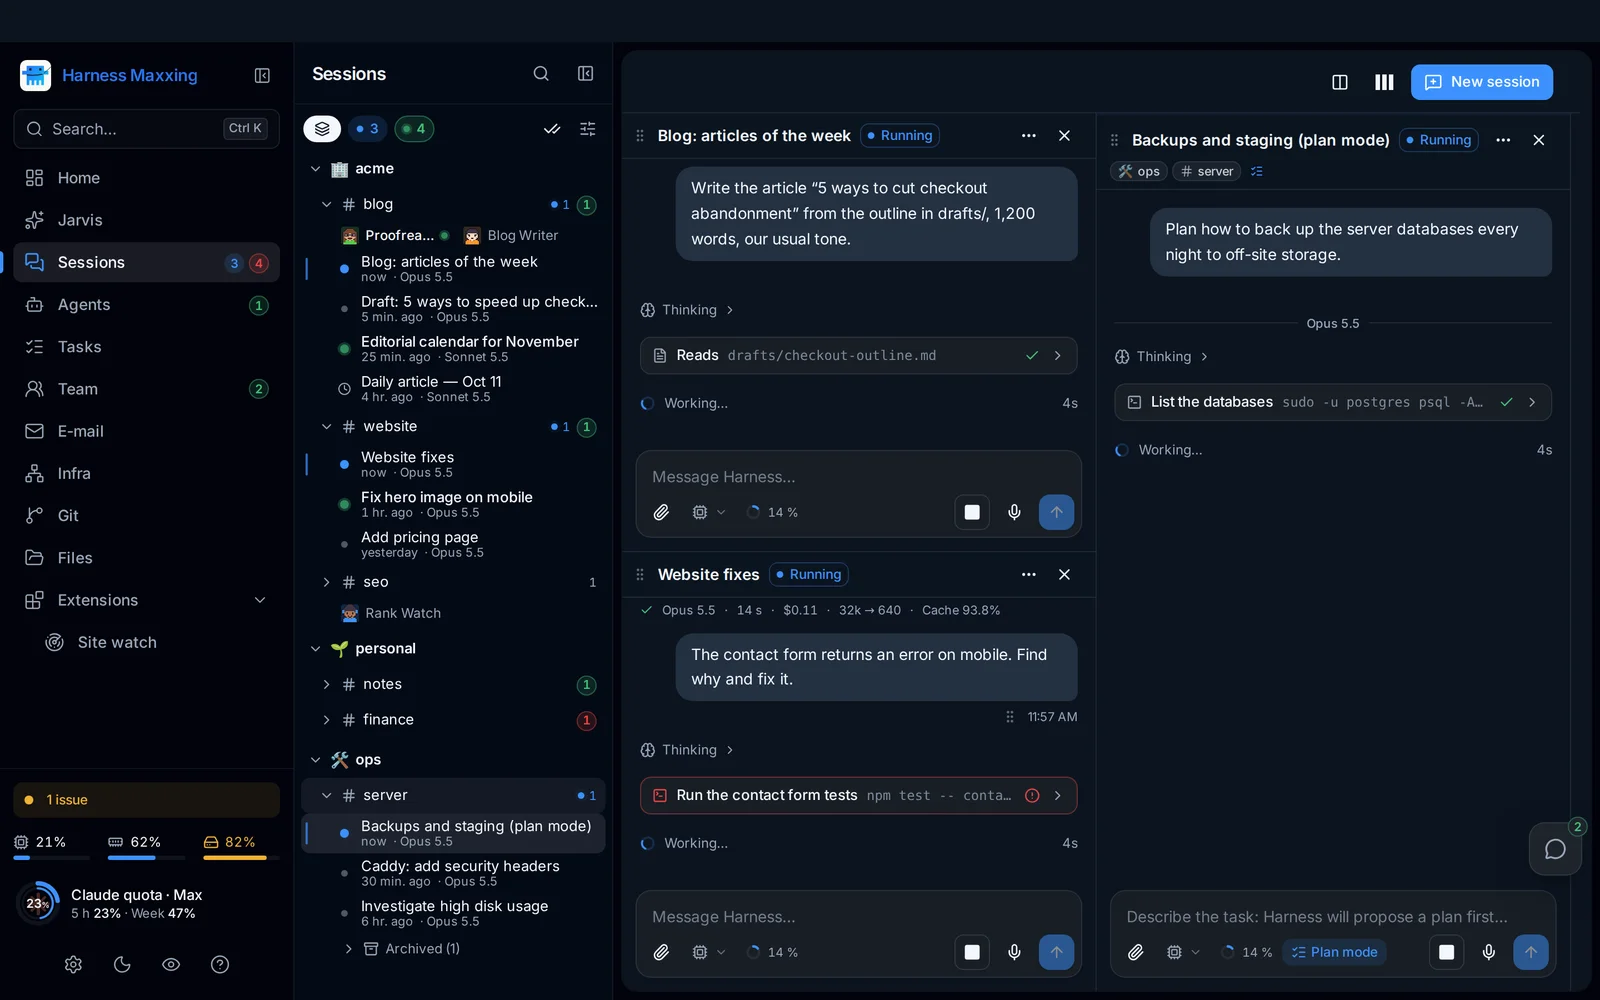 Harness Maxxing
Search...
Ctrl K
Home
Jarvis
Sessions
3
4
Agents
1
Tasks
Team
2
E-mail
Infra
Git
Files
Extensions
Site watch
1 issue
21%
62%
82%
23%
Claude quota · Max
5 h 23% · Week 47%
Sessions
3
4
acme
# blog
1
1
Proofrea...
Blog Writer
Blog: articles of the week
now · Opus 5.5
Draft: 5 ways to speed up check...
5 min. ago · Opus 5.5
Editorial calendar for November
25 min. ago · Sonnet 5.5
Daily article — Oct 11
4 hr. ago · Sonnet 5.5
# website
1
1
Website fixes
now · Opus 5.5
Fix hero image on mobile
1 hr. ago · Opus 5.5
Add pricing page
yesterday · Opus 5.5
# seo
1
Rank Watch
personal
# notes
1
# finance
1
ops
# server
1
Backups and staging (plan mode)
now · Opus 5.5
Caddy: add security headers
30 min. ago · Opus 5.5
Investigate high disk usage
6 hr. ago · Opus 5.5
Archived (1)
New session
Blog: articles of the week
Running
Write the article “5 ways to cut checkout
abandonment” from the outline in drafts/, 1,200
words, our usual tone.
Thinking
Reads drafts/checkout-outline.md
Working...
4s
Message Harness...
14 %
Website fixes
Running
Opus 5.5 · 14 s · $0.11 · 32k → 640 · Cache 93.8%
The contact form returns an error on mobile. Find
why and fix it.
11:57 AM
Thinking
Run the contact form tests npm test -- conta…
Working...
4s
Message Harness...
14 %
Backups and staging (plan mode)
Running
ops
# server
Plan how to back up the server databases every
night to off-site storage.
Opus 5.5
Thinking
List the databases sudo -u postgres psql -A…
Working...
4s
2
Describe the task: Harness will propose a plan first...
14 %
Plan mode